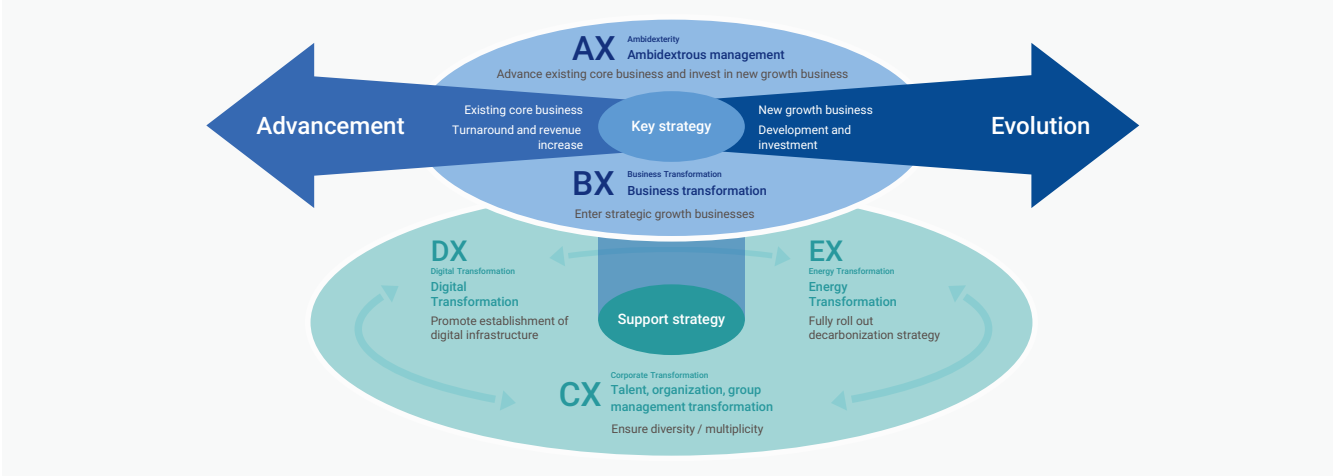 AX
Ambidexterity
Ambidextrous management
Advance existing core business and invest in new growth business
Advancement
Existing core business
Turnaround and revenue
increase
Key strategy
New growth business
Development and
investment
Evolution
BX
Business Transformation
Business transformation
Enter strategic growth businesses
DX
Digital Transformation
Digital
Transformation
Promote establishment of
digital infrastructure
EX
Energy Transformation
Energy
Transformation
Fully roll out
decarbonization strategy
Support strategy
CX
Corporate Transformation
Talent, organization, group
management transformation
Ensure diversity / multiplicity